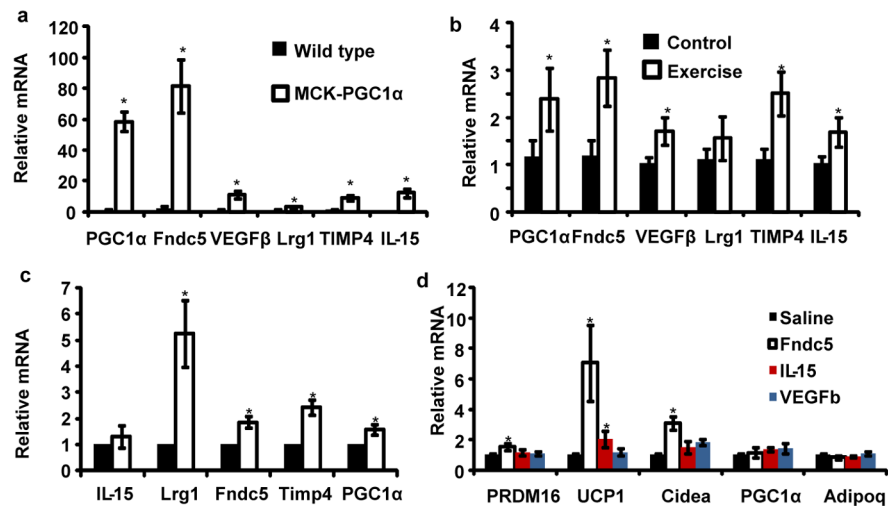 a
Relative mRNA
120
100
80
60
40
20
0
Wild type
MCK-PGC1α
*
*
*
*
*
*
PGC1α Fndc5 VEGFβ Lrg1 TIMP4 IL-15
b
Relative mRNA
4
3
2
1
0
Control
Exercise
*
*
*
*
*
PGC1α Fndc5 VEGFβ Lrg1 TIMP4 IL-15
c
Relative mRNA
7
6
5
4
3
2
1
0
*
*
*
*
IL-15 Lrg1 Fndc5 Timp4 PGC1α
d
Relative mRNA
12
10
8
6
4
2
0
Saline
Fndc5
IL-15
VEGFb
*
*
*
*
PRDM16 UCP1 Cidea PGC1α Adipoq